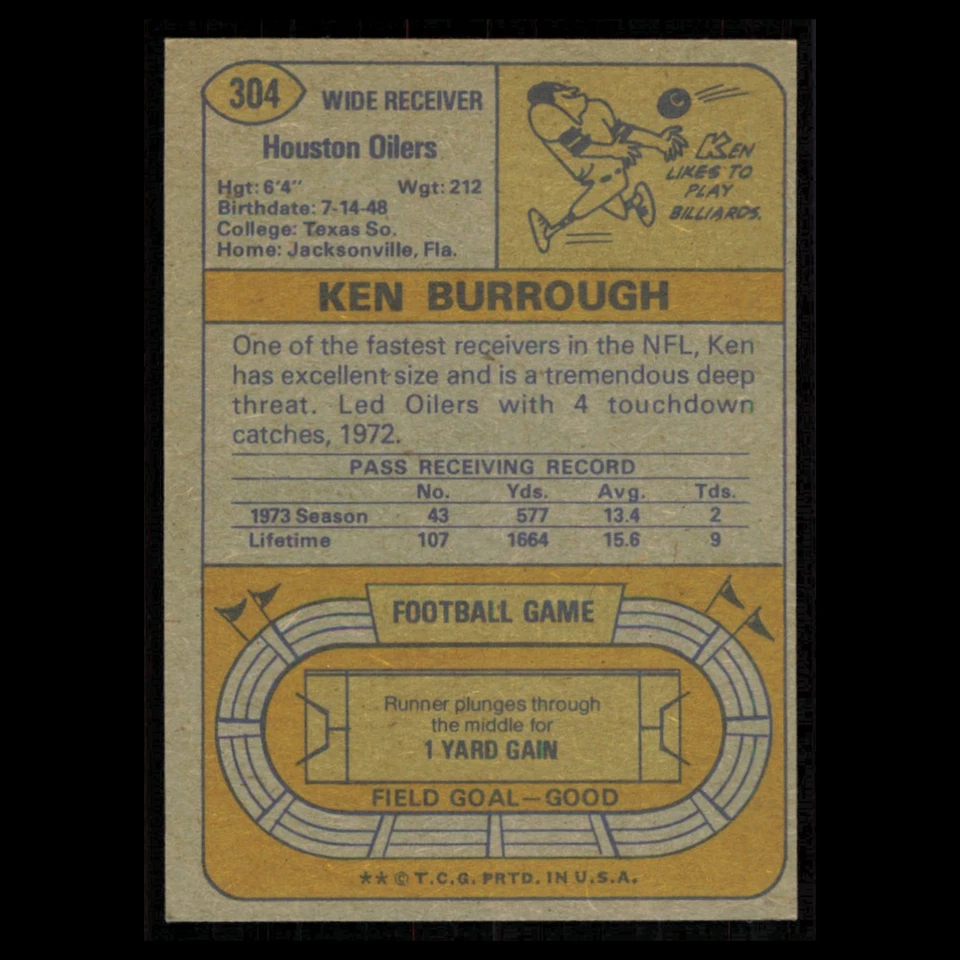 304
WIDE RECEIVER
Houston Oilers
Hgt: 6'4" Wgt: 212
Birthdate: 7-14-48
College: Texas So.
Home: Jacksonville, Fla.
KEN
LIKES TO
PLAY
BILLIARDS.
KEN BURROUGH
One of the fastest receivers in the NFL, Ken
has excellent size and is a tremendous deep
threat. Led Oilers with 4 touchdown
catches, 1972.
PASS RECEIVING RECORD
No. Yds. Avg. Tds.
1973 Season 43 577 13.4 2
Lifetime 107 1664 15.6 9
FOOTBALL GAME
Runner plunges through
the middle for
1 YARD GAIN
FIELD GOAL—GOOD
** © T.C.G. PRTD. IN U.S.A.